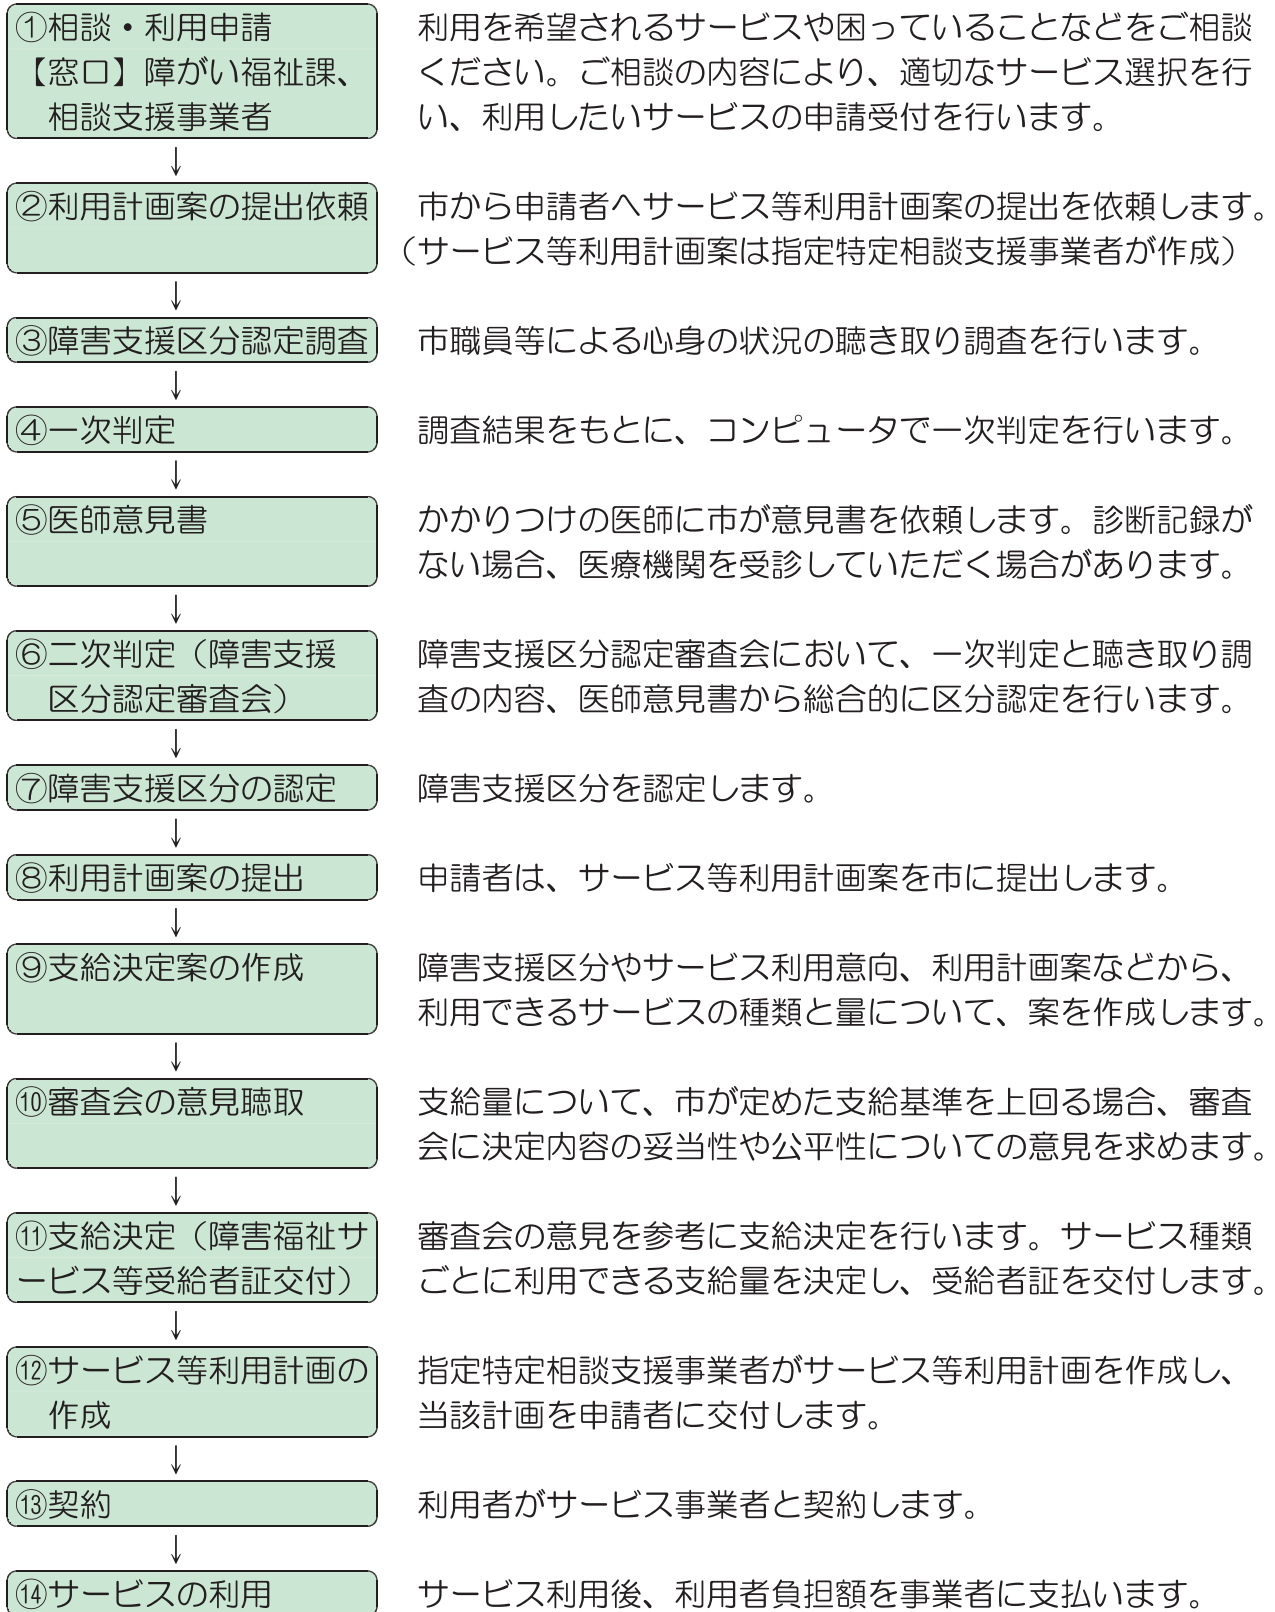 ①相談・利用申請
【窓口】障がい福祉課、
相談支援事業者
利用を希望されるサービスや困っていることなどをご相談
ください。ご相談の内容により、適切なサービス選択を行
い、利用したいサービスの申請受付を行います。
↓
②利用計画案の提出依頼
市から申請者へサービス等利用計画案の提出を依頼します。
（サービス等利用計画案は指定特定相談支援事業者が作成）
↓
③障害支援区分認定調査
市職員等による心身の状況の聴き取り調査を行います。
↓
④一次判定
調査結果をもとに、コンピュータで一次判定を行います。
↓
⑤医師意見書
かかりつけの医師に市が意見書を依頼します。診断記録が
ない場合、医療機関を受診していただく場合があります。
↓
⑥二次判定（障害支援
区分認定審査会）
障害支援区分認定審査会において、一次判定と聴き取り調
査の内容、医師意見書から総合的に区分認定を行います。
↓
⑦障害支援区分の認定
障害支援区分を認定します。
↓
⑧利用計画案の提出
申請者は、サービス等利用計画案を市に提出します。
↓
⑨支給決定案の作成
障害支援区分やサービス利用意向、利用計画案などから、
利用できるサービスの種類と量について、案を作成します。
↓
⑩審査会の意見聴取
支給量について、市が定めた支給基準を上回る場合、審査
会に決定内容の妥当性や公平性についての意見を求めます。
↓
⑪支給決定（障害福祉サ
ービス等受給者証交付）
審査会の意見を参考に支給決定を行います。サービス種類
ごとに利用できる支給量を決定し、受給者証を交付します。
↓
⑫サービス等利用計画の
作成
指定特定相談支援事業者がサービス等利用計画を作成し、
当該計画を申請者に交付します。
↓
⑬契約
利用者がサービス事業者と契約します。
↓
⑭サービスの利用
サービス利用後、利用者負担額を事業者に支払います。